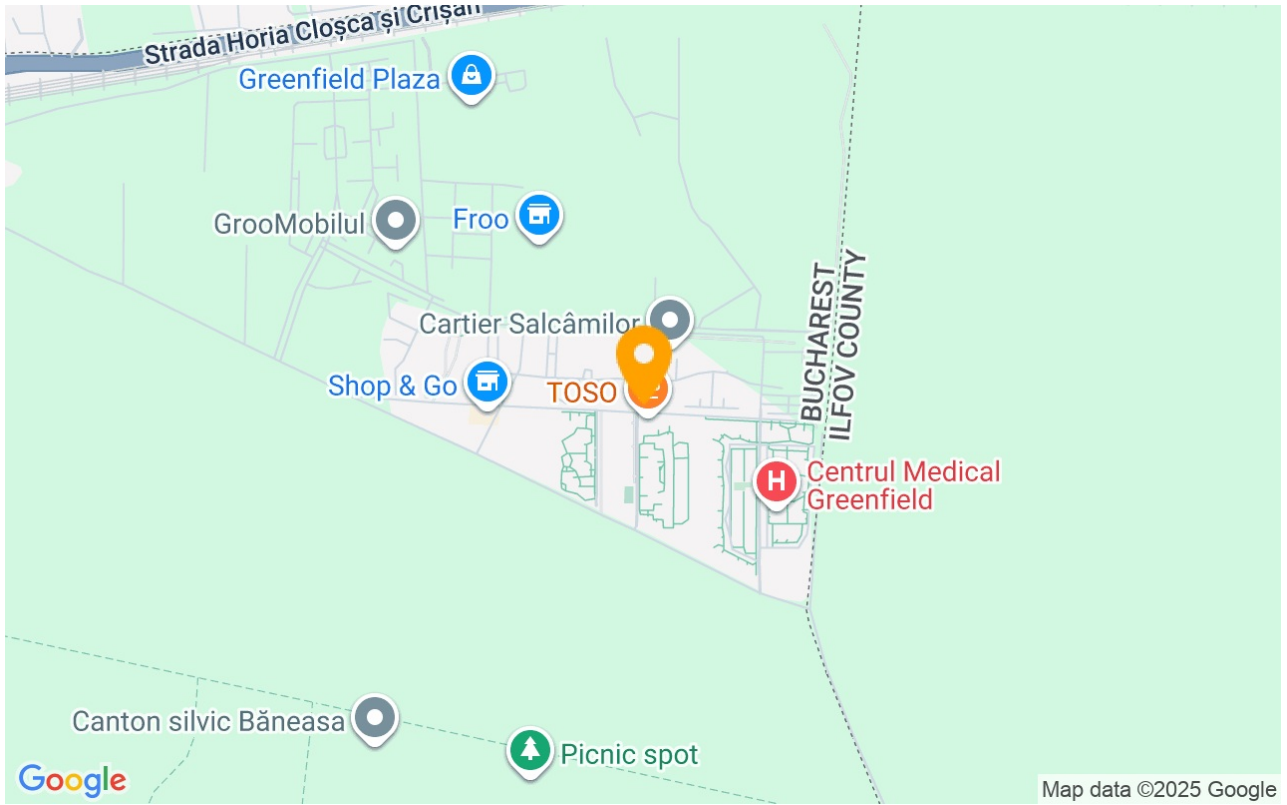 Strada Horia Cloșca și Crișan
Greenfield Plaza
GrooMobilul
Froo
Cartier Salcâmilor
Shop & Go
TOSO
BUCHAREST
ILFOV COUNTY
Centrul Medical
Greenfield
Canton silvic Băneasa
Picnic spot
Google
Map data ©2025 Google